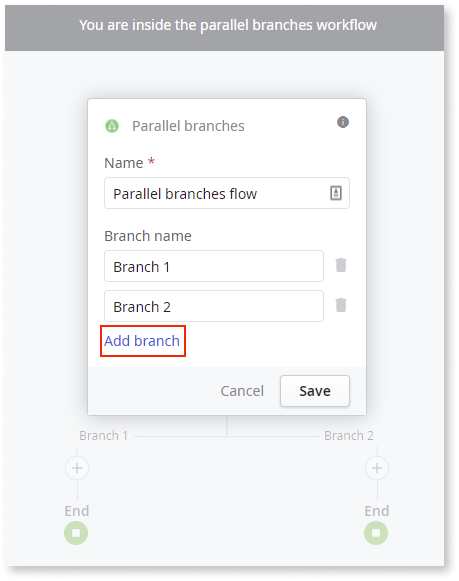 You are inside the parallel branches workflow
Parallel branches
Name *
Parallel branches flow
Branch name
Branch 1
Branch 2
Add branch
Cancel Save
Branch 1 Branch 2
End End